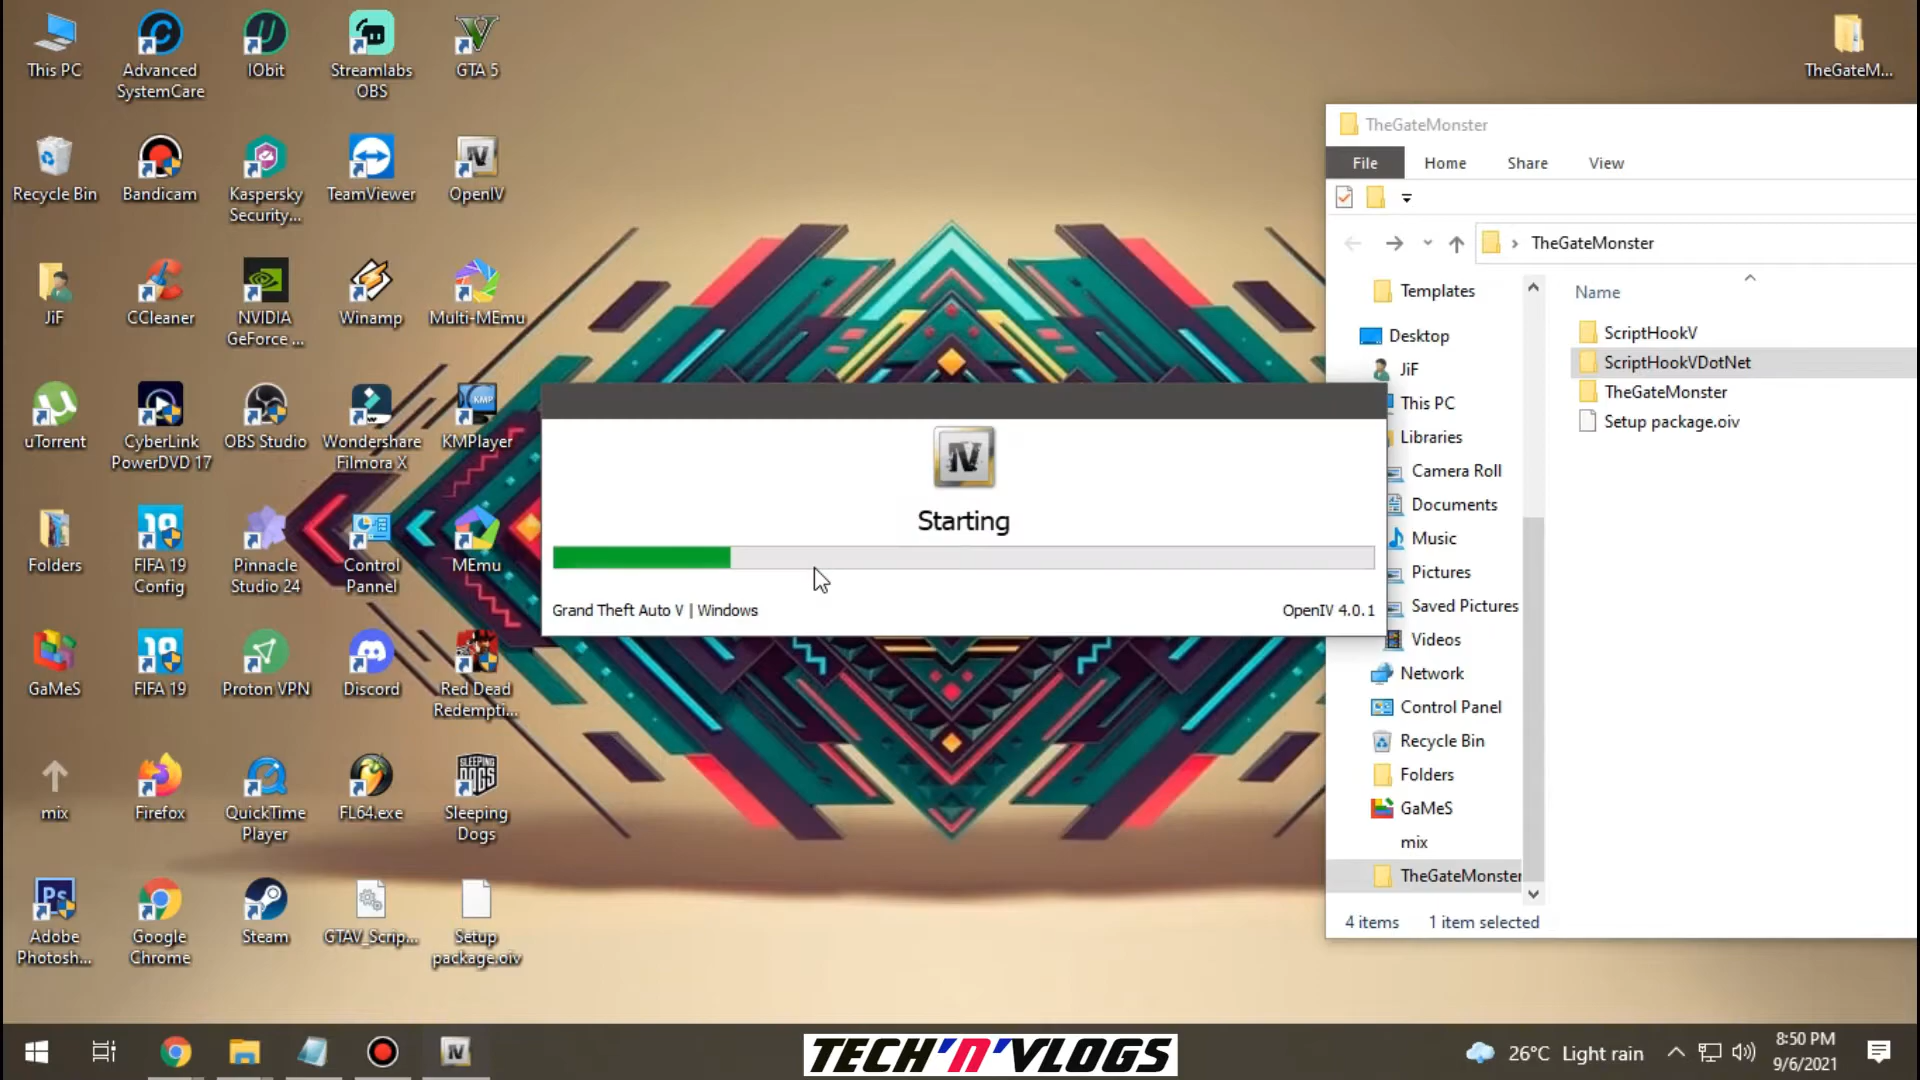 This PC
Advanced
SystemCare
IObit
Streamlabs
OBS
GTA 5
TheGateM...
Recycle Bin
Bandicam
Kaspersky
Security...
TeamViewer
OpenIV
JiF
CCleaner
NVIDIA
GeForce ...
Winamp
Multi-MEmu
uTorrent
CyberLink
PowerDVD 17
OBS Studio
Wondershare
Filmora X
KMPlayer
Folders
FIFA 19
Config
Pinnacle
Studio 24
Control
Pannel
MEmu
GaMeS
FIFA 19
Proton VPN
Discord
Red Dead
Redempti...
mix
Firefox
QuickTime
Player
FL64.exe
Sleeping
Dogs
Adobe
Photosh...
Google
Chrome
Steam
GTAV_Scrip...
Setup
package.oiv
Starting
Grand Theft Auto V | Windows
OpenIV 4.0.1
TheGateMonster
File
Home
Share
View
TheGateMonster
Name
ScriptHookV
ScriptHookVDotNet
TheGateMonster
Setup package.oiv
Templates
Desktop
JiF
This PC
Libraries
Camera Roll
Documents
Music
Pictures
Saved Pictures
Videos
Network
Control Panel
Recycle Bin
Folders
GaMeS
mix
TheGateMonster
4 items
1 item selected
TECH'N'VLOGS
26°C Light rain
8:50 PM
9/6/2021